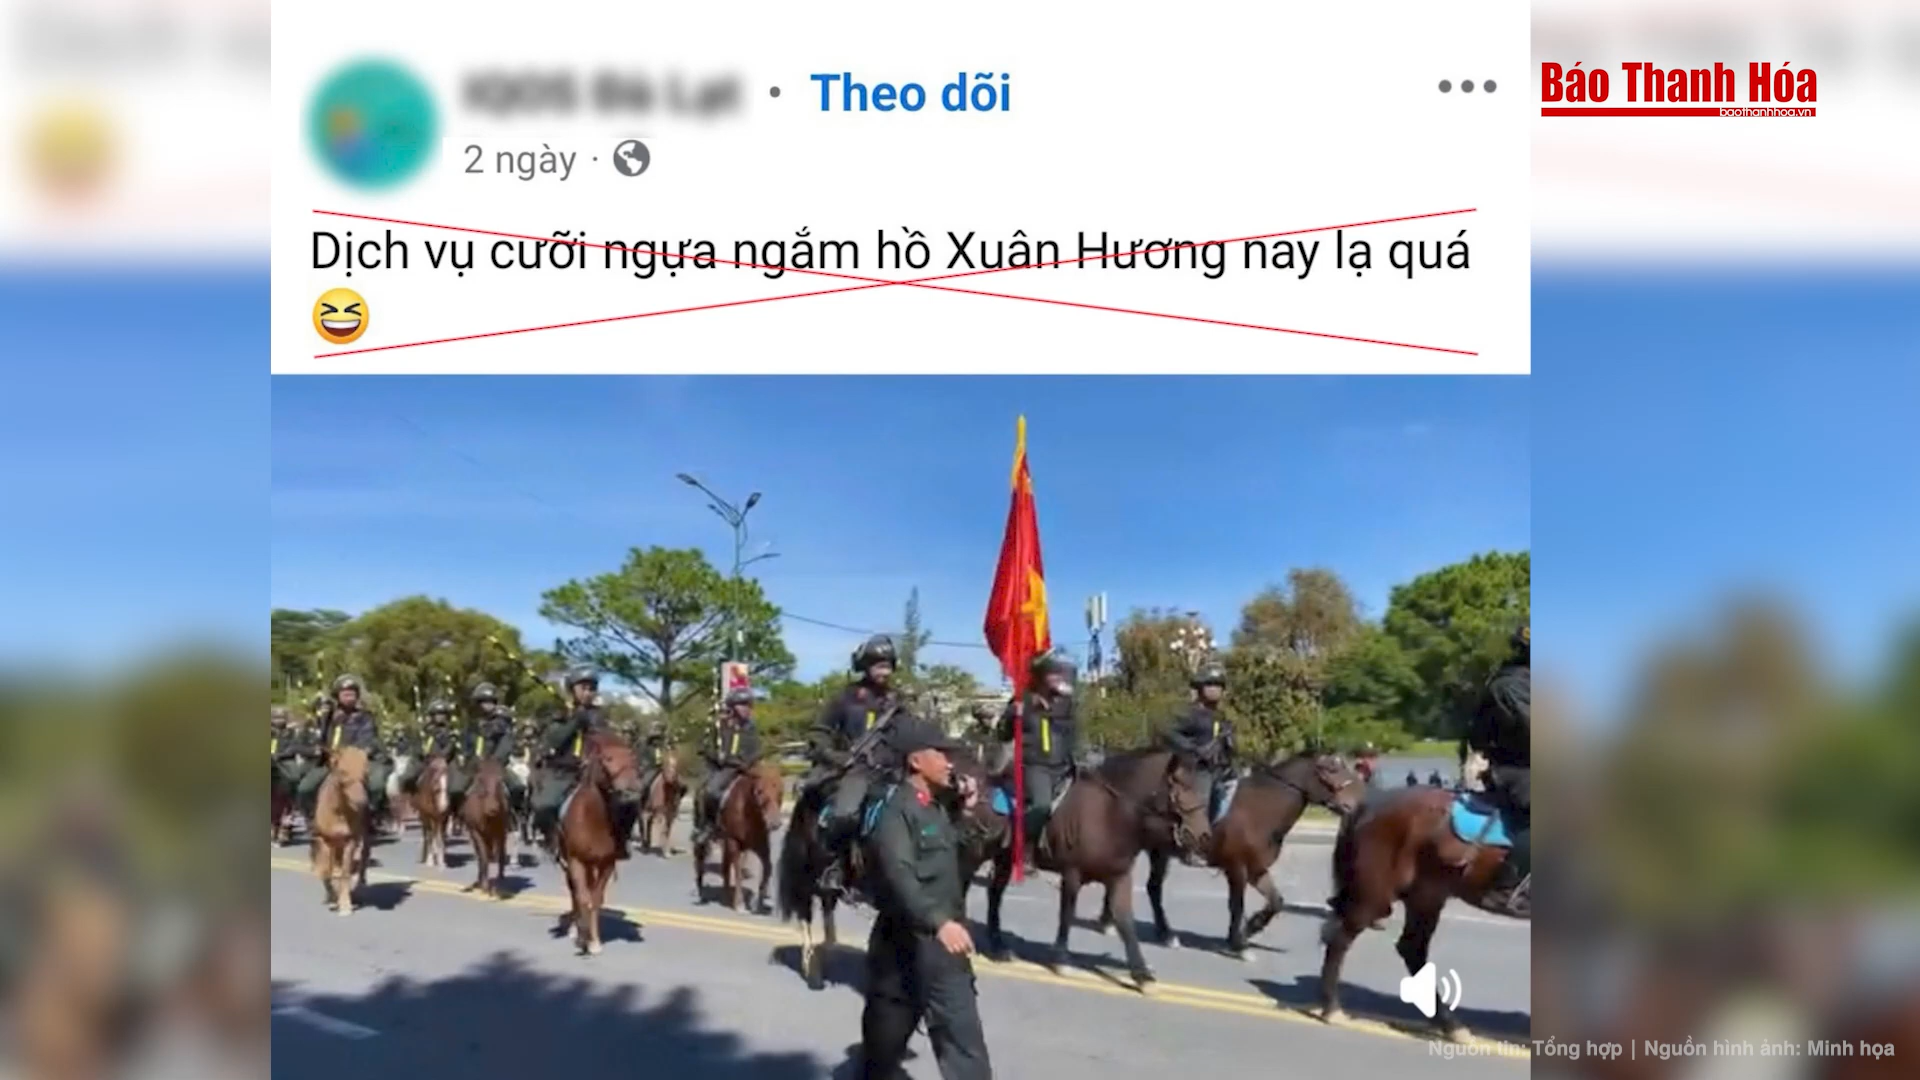 Theo dõi
2 ngày
Dịch vụ cưỡi ngựa ngắm hồ Xuân Hương nay lạ quá
Báo Thanh Hóa
baothanhhoa.vn
Nguồn tin: Tổng hợp | Nguồn hình ảnh: Minh họa